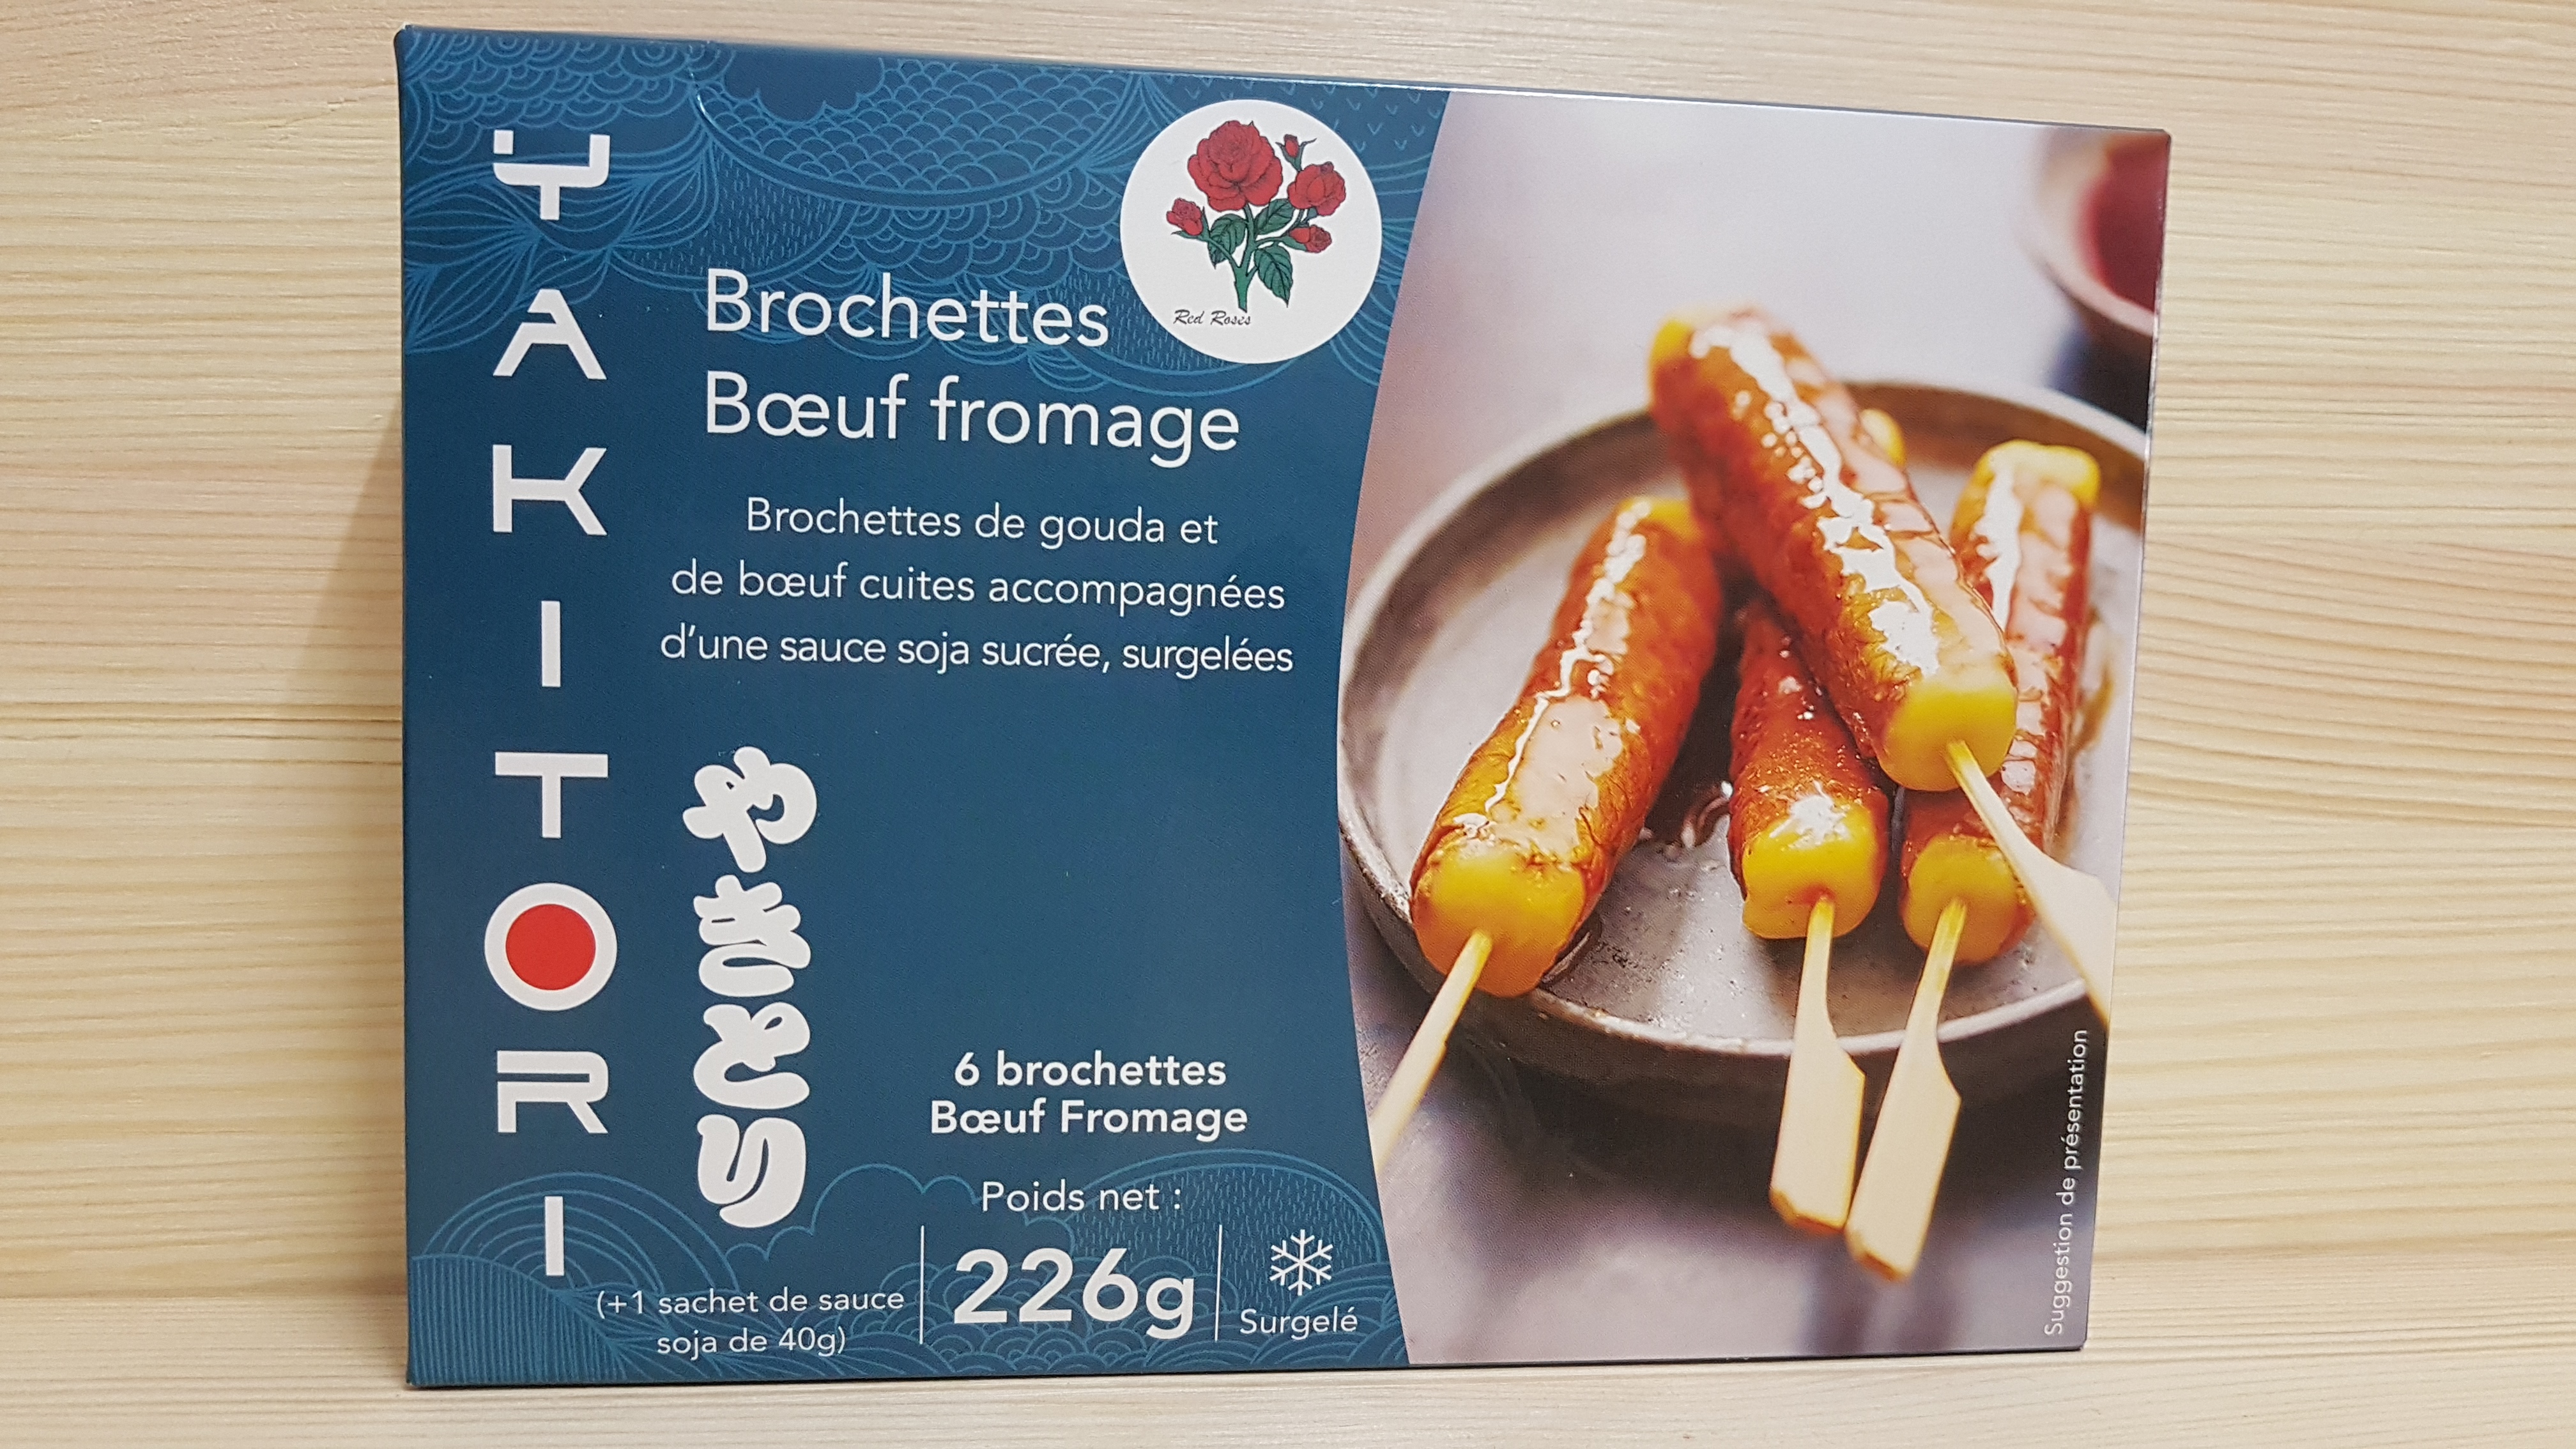 YAKITORI
Red Roses
Brochettes
Bœuf fromage
Brochettes de gouda et
de bœuf cuites accompagnées
d'une sauce soja sucrée, surgelées
やきとり
6 brochettes
Bœuf Fromage
Poids net :
(+1 sachet de sauce
soja de 40g)
226g
Surgelé
Suggestion de présentation